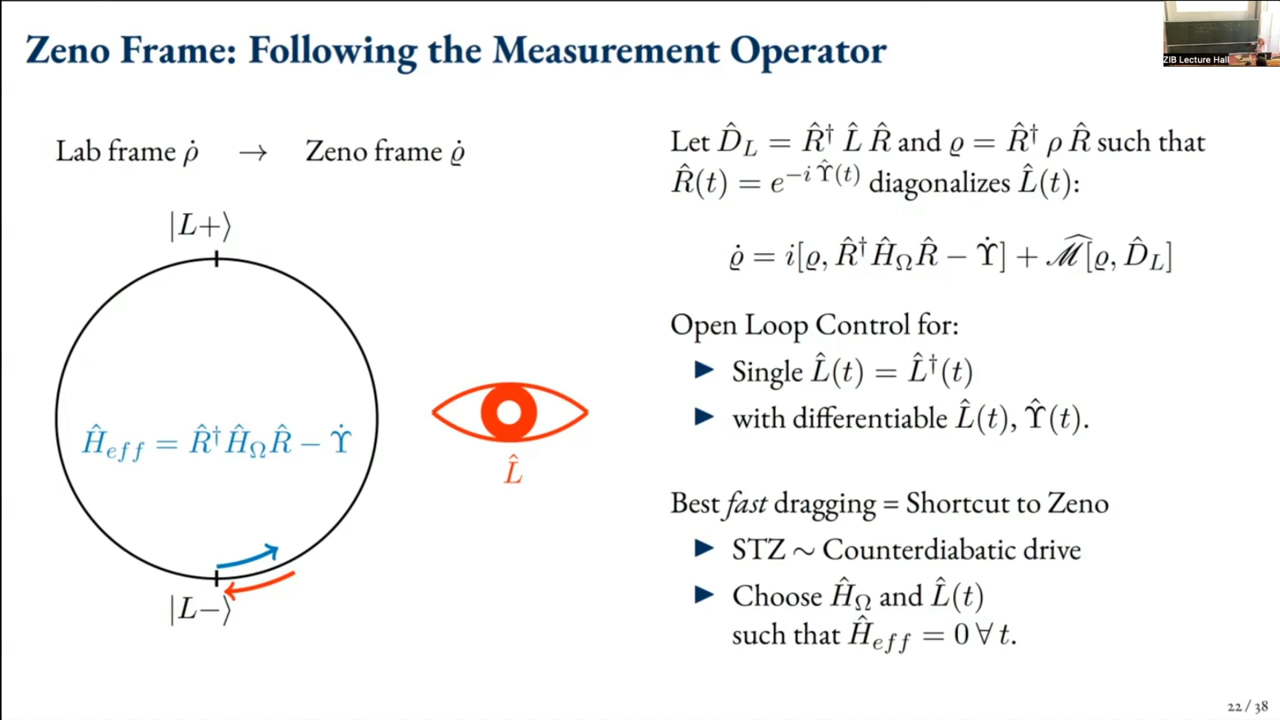 Zeno Frame: Following the Measurement Operator
ZIB Lecture Hall
Lab frame ρ̇ → Zeno frame ϱ̇
|L+⟩
Ĥ_eff = R̂†Ĥ_ΩR̂ − Υ̇
L̂
|L−⟩
Let D̂_L = R̂† L̂ R̂ and ϱ = R̂† ρ R̂ such that
R̂(t) = e^{−i Υ̂(t)} diagonalizes L̂(t):
ϱ̇ = i[ϱ, R̂†Ĥ_ΩR̂ − Υ̇] + ℳ̂[ϱ, D̂_L]
Open Loop Control for:
▶ Single L̂(t) = L̂†(t)
▶ with differentiable L̂(t), Υ̂(t).
Best fast dragging = Shortcut to Zeno
▶ STZ ∼ Counterdiabatic drive
▶ Choose Ĥ_Ω and L̂(t)
such that Ĥ_eff = 0 ∀ t.
22 / 38